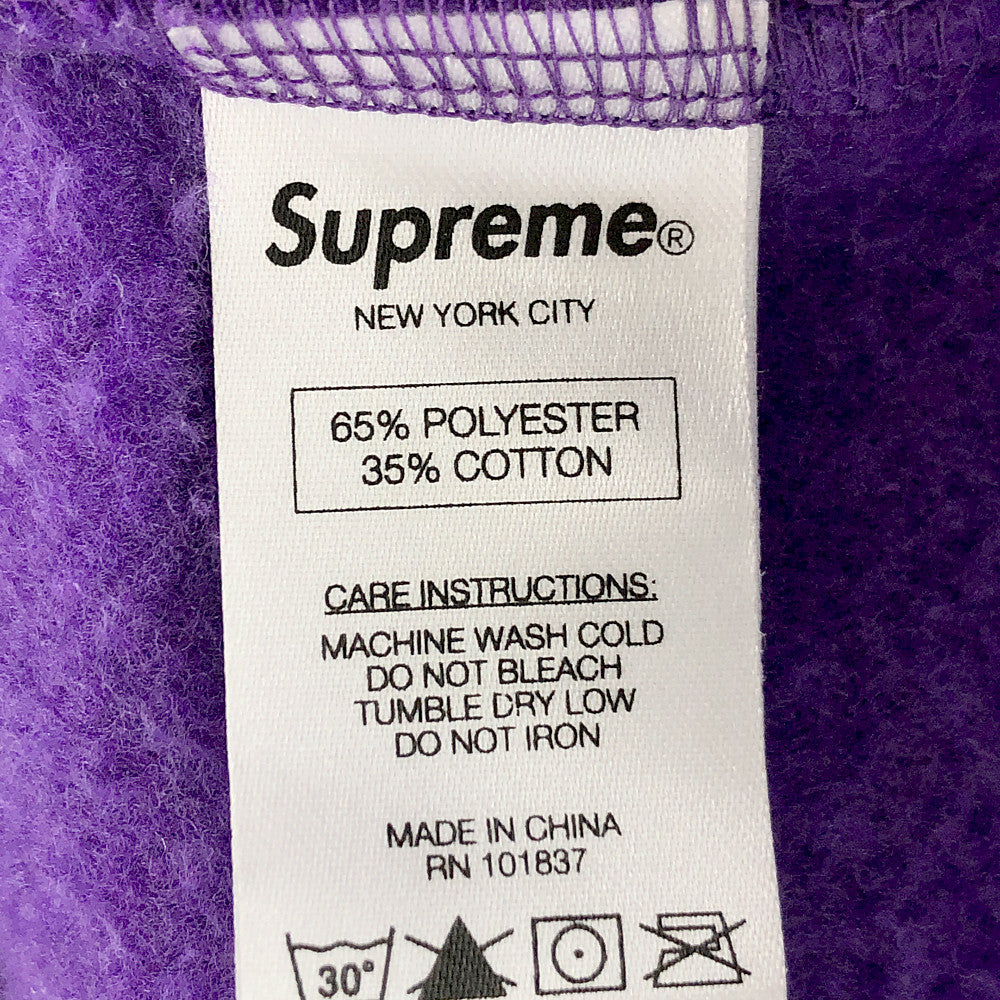 Supreme®
NEW YORK CITY
65% POLYESTER
35% COTTON
CARE INSTRUCTIONS:
MACHINE WASH COLD
DO NOT BLEACH
TUMBLE DRY LOW
DO NOT IRON
MADE IN CHINA
RN 101837
30°